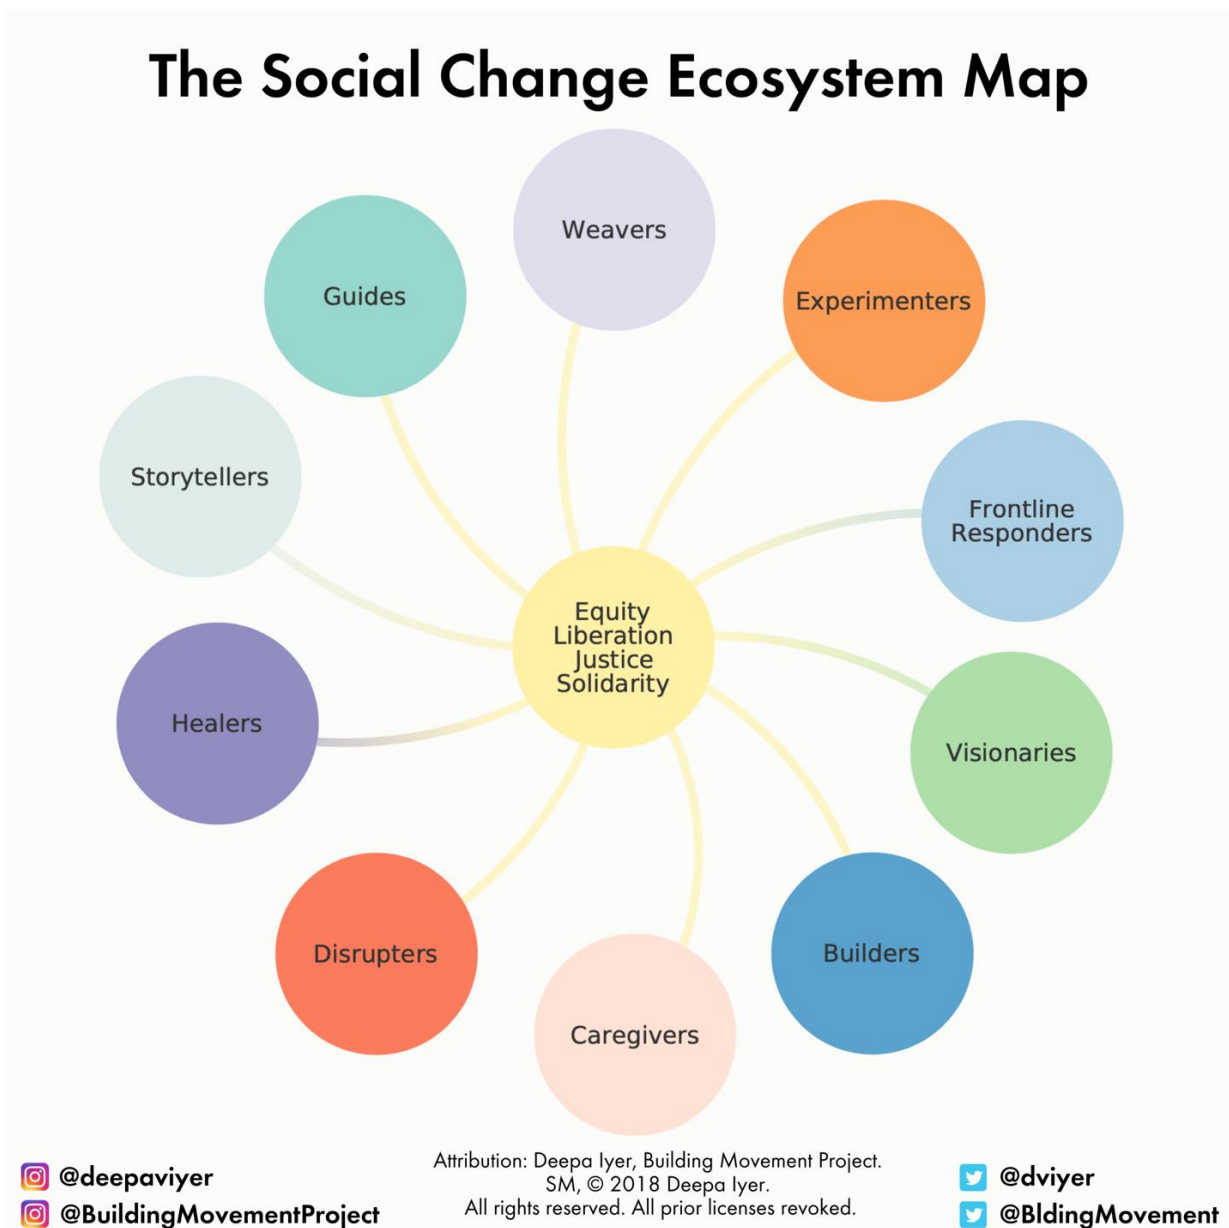 The Social Change Ecosystem Map
Weavers
Guides
Experimenters
Storytellers
Frontline
Responders
Equity
Liberation
Justice
Solidarity
Healers
Visionaries
Disrupters
Builders
Caregivers
@deepaviyer
@BuildingMovementProject
Attribution: Deepa Iyer, Building Movement Project.
SM, © 2018 Deepa Iyer.
All rights reserved. All prior licenses revoked.
@dviyer
@BldingMovement